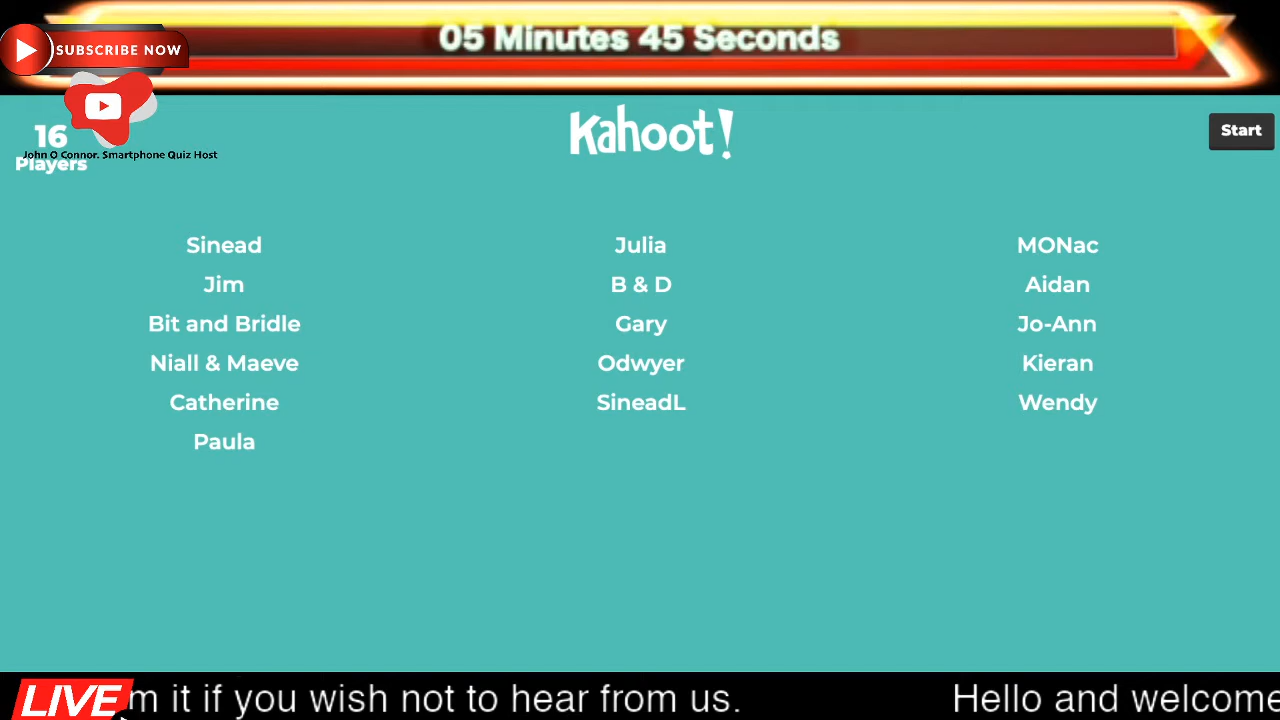 05 Minutes 45 Seconds
SUBSCRIBE NOW
Kahoot!
Start
16
John O Connor. Smartphone Quiz Host
Players
Sinead
Julia
MONac
Jim
B & D
Aidan
Bit and Bridle
Gary
Jo-Ann
Niall & Maeve
Odwyer
Kieran
Catherine
SineadL
Wendy
Paula
LIVE
m it if you wish not to hear from us. Hello and welcome